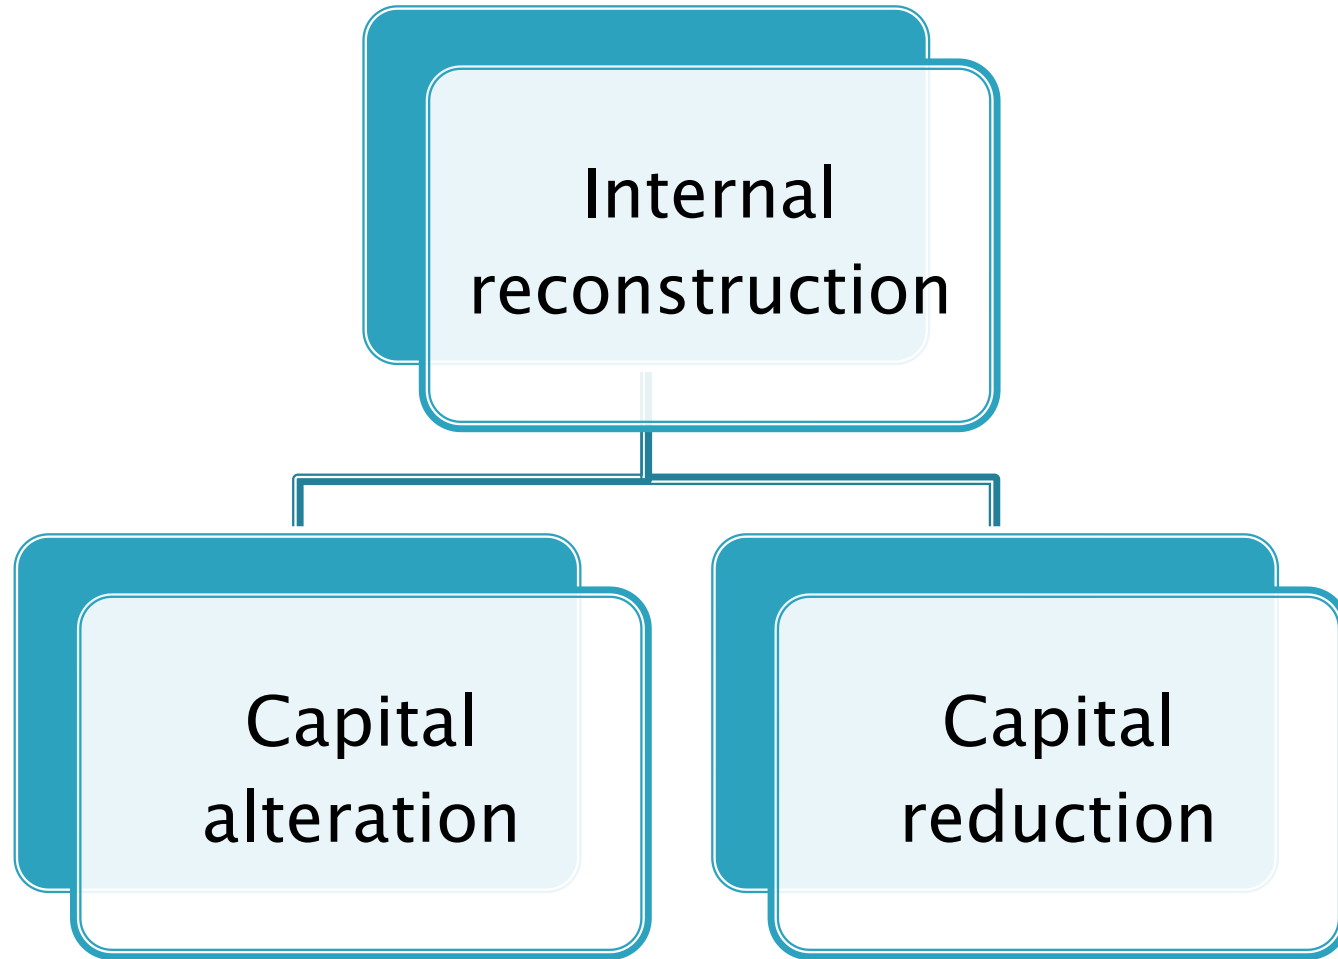 Internal
reconstruction
Capital
alteration
Capital
reduction